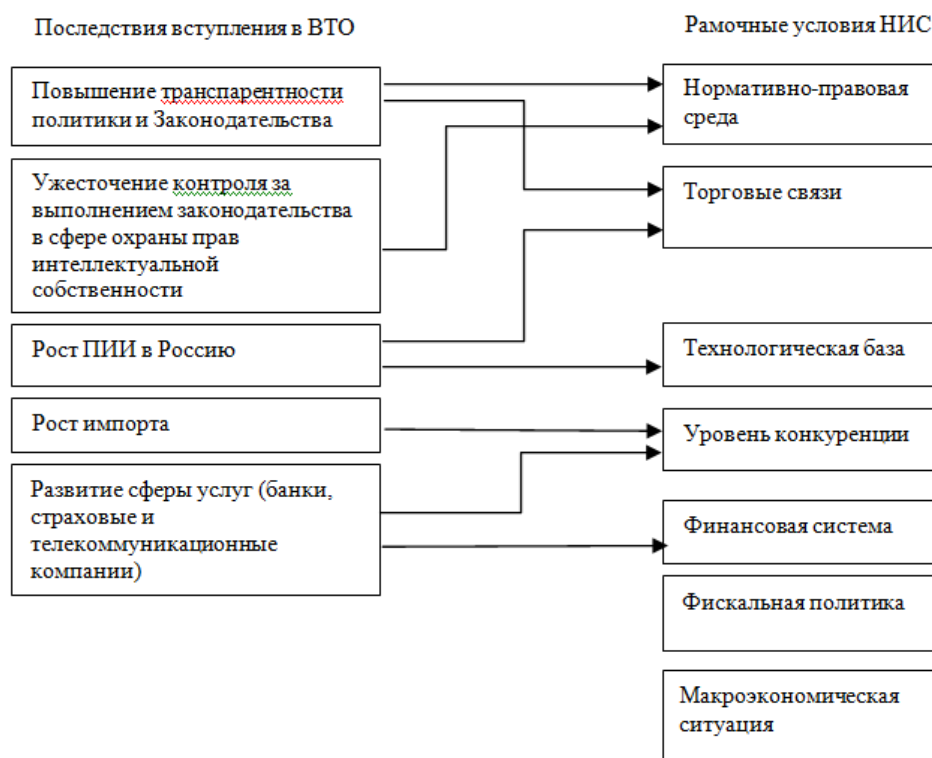 Последствия вступления в ВТО
Рамочные условия НИС
Повышение транспарентности
политики и Законодательства
Ужесточение контроля за
выполнением законодательства
в сфере охраны прав
интеллектуальной
собственности
Рост ПИИ в Россию
Рост импорта
Развитие сферы услуг (банки,
страховые и
телекоммуникационные
компании)
Нормативно-правовая
среда
Торговые связи
Технологическая база
Уровень конкуренции
Финансовая система
Фискальная политика
Макроэкономическая
ситуация